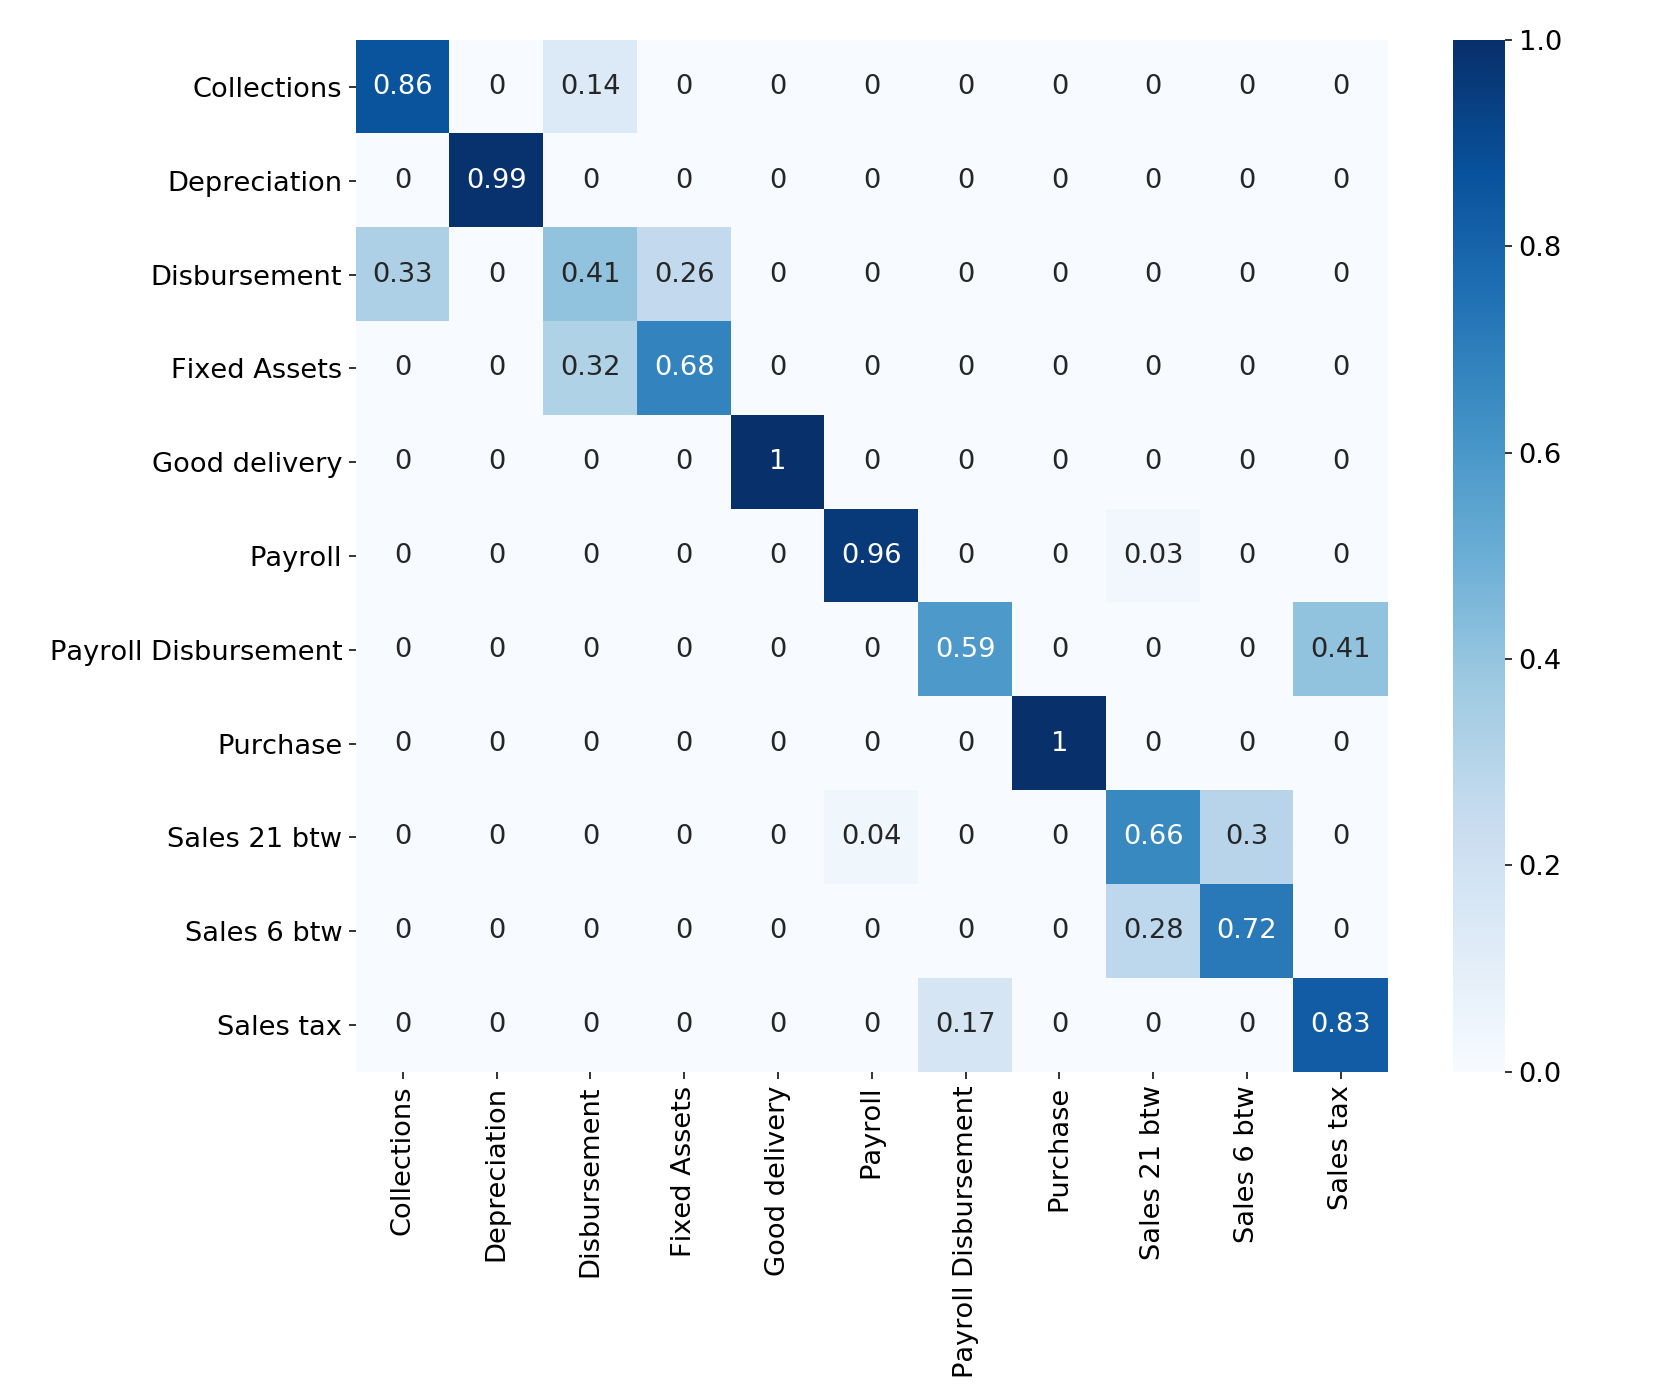 Collections 0.86 0 0.14 0 0 0 0 0 0 0 0
Depreciation 0 0.99 0 0 0 0 0 0 0 0 0
Disbursement 0.33 0 0.41 0.26 0 0 0 0 0 0 0
Fixed Assets 0 0 0.32 0.68 0 0 0 0 0 0 0
Good delivery 0 0 0 0 1 0 0 0 0 0 0
Payroll 0 0 0 0 0 0.96 0 0 0.03 0 0
Payroll Disbursement 0 0 0 0 0 0 0.59 0 0 0 0.41
Purchase 0 0 0 0 0 0 0 1 0 0 0
Sales 21 btw 0 0 0 0 0 0.04 0 0 0.66 0.3 0
Sales 6 btw 0 0 0 0 0 0 0 0 0.28 0.72 0
Sales tax 0 0 0 0 0 0 0.17 0 0 0 0.83
Collections
Depreciation
Disbursement
Fixed Assets
Good delivery
Payroll
Payroll Disbursement
Purchase
Sales 21 btw
Sales 6 btw
Sales tax
1.0
0.8
0.6
0.4
0.2
0.0